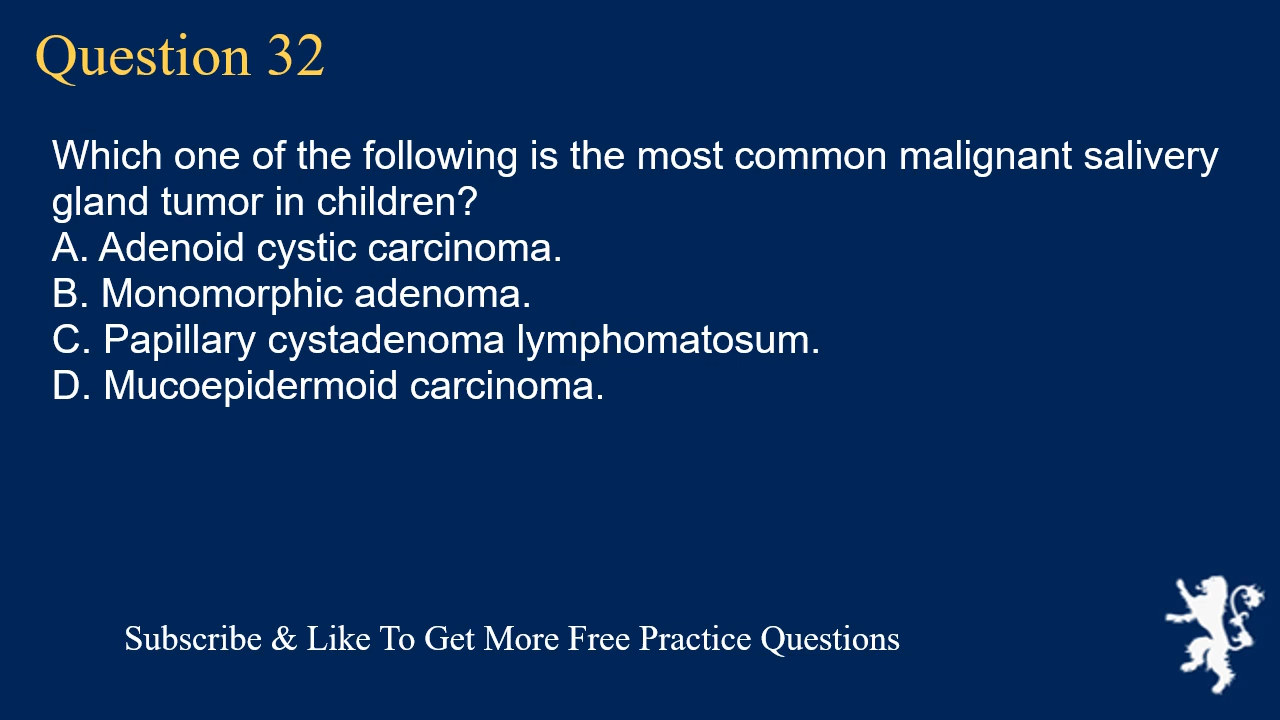 Question 32
Which one of the following is the most common malignant salivery
gland tumor in children?
A. Adenoid cystic carcinoma.
B. Monomorphic adenoma.
C. Papillary cystadenoma lymphomatosum.
D. Mucoepidermoid carcinoma.
Subscribe & Like To Get More Free Practice Questions